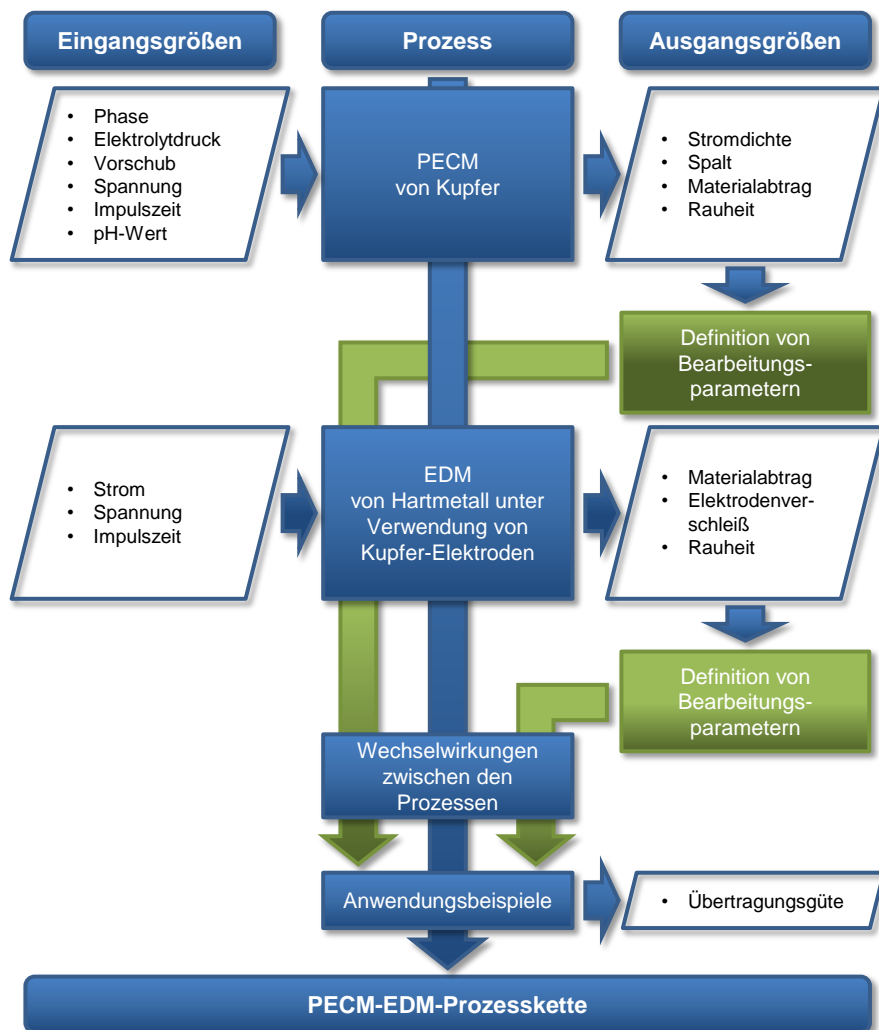 Eingangsgrößen
Prozess
Ausgangsgrößen
• Phase
• Elektrolytdruck
• Vorschub
• Spannung
• Impulszeit
• pH-Wert
PECM
von Kupfer
• Stromdichte
• Spalt
• Materialabtrag
• Rauheit
Definition von
Bearbeitungs-
parametern
• Strom
• Spannung
• Impulszeit
EDM
von Hartmetall unter
Verwendung von
Kupfer-Elektroden
• Materialabtrag
• Elektrodenver-
schleiß
• Rauheit
Definition von
Bearbeitungs-
parametern
Wechselwirkungen
zwischen den
Prozessen
Anwendungsbeispiele
• Übertragungsgüte
PECM-EDM-Prozesskette